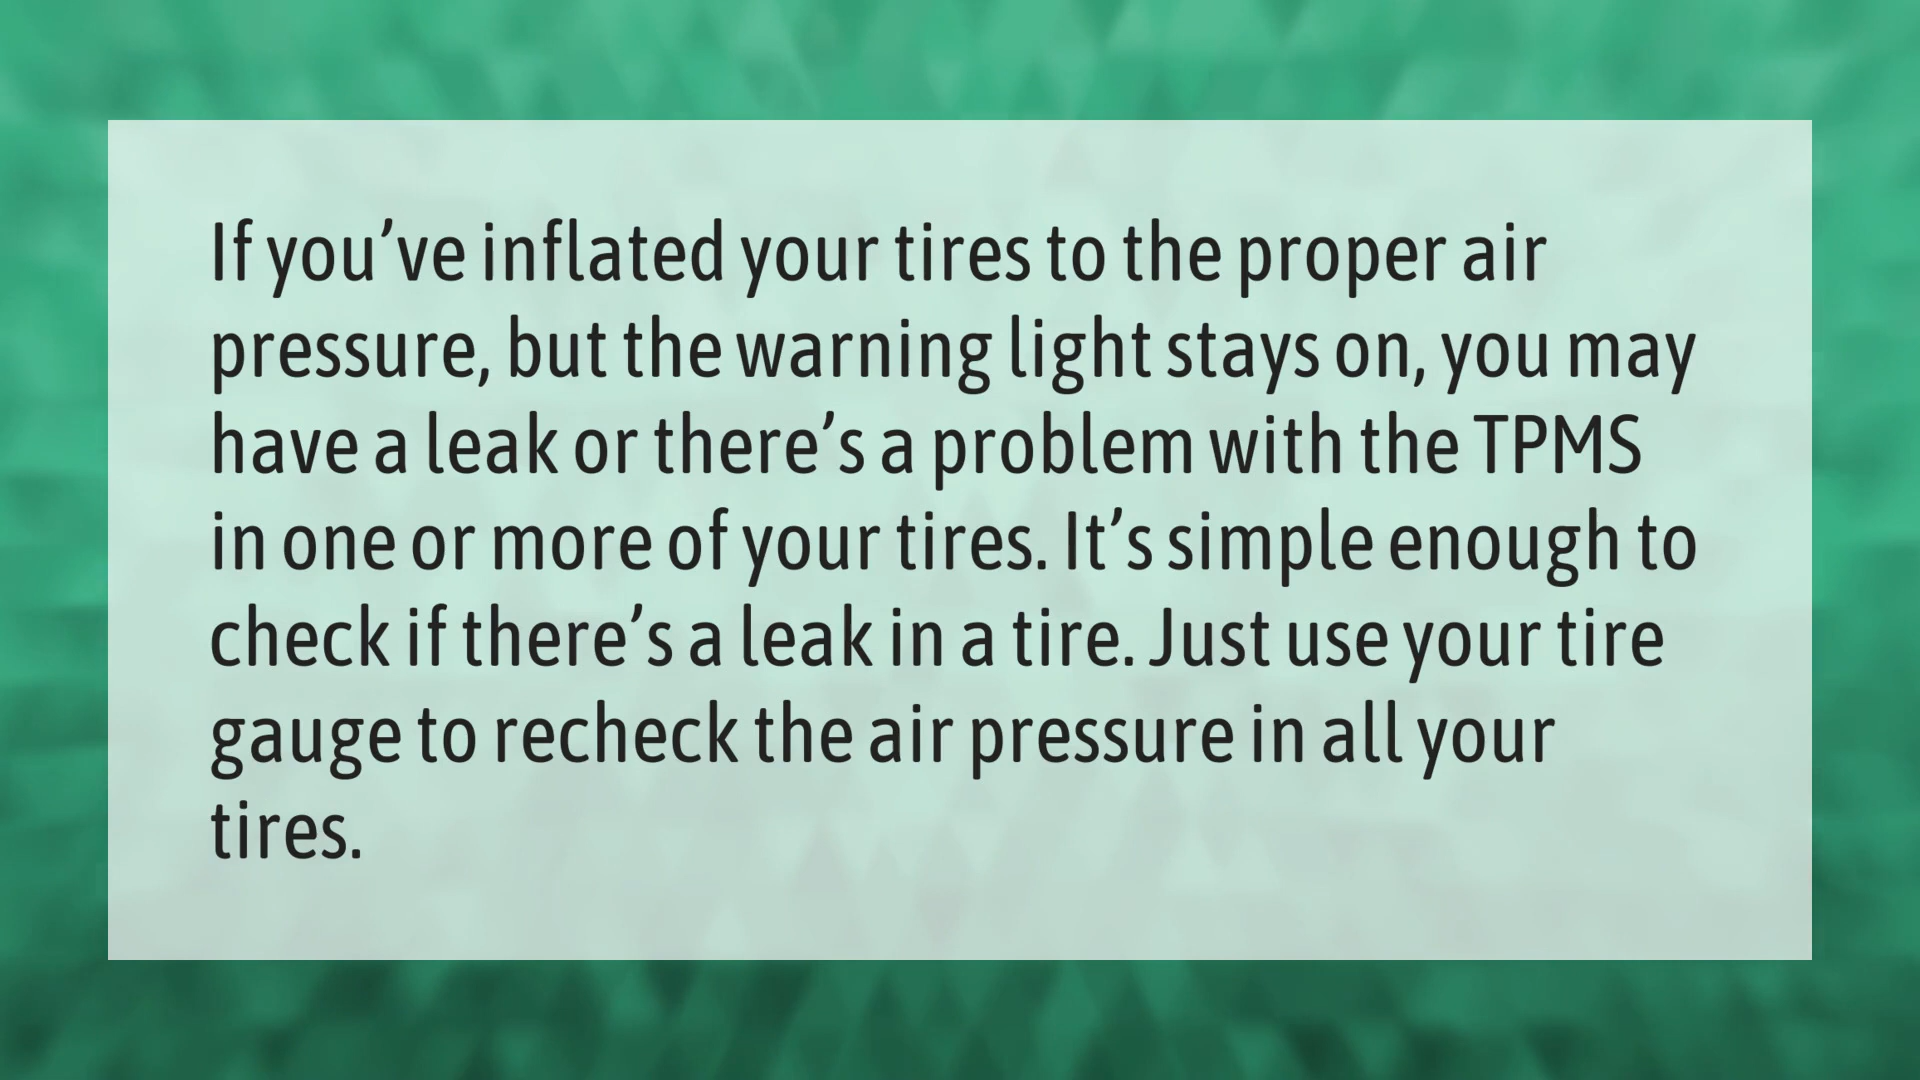 If you’ve inflated your tires to the proper air
pressure, but the warning light stays on, you may
have a leak or there’s a problem with the TPMS
in one or more of your tires. It’s simple enough to
check if there’s a leak in a tire. Just use your tire
gauge to recheck the air pressure in all your
tires.